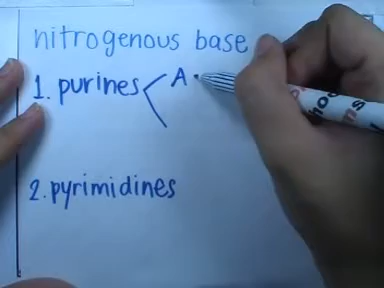 nitrogenous base
1. purines < A
2. pyrimidines